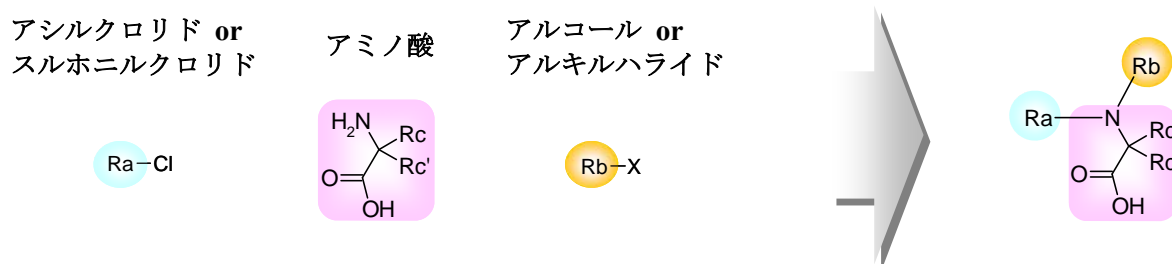 アシルクロリド or
スルホニルクロリド
アミノ酸
アルコール or
アルキルハライド
Ra-Cl
H₂N
Rc
Rc'
O
OH
Rb-X
Rb
Ra
N
O
OH